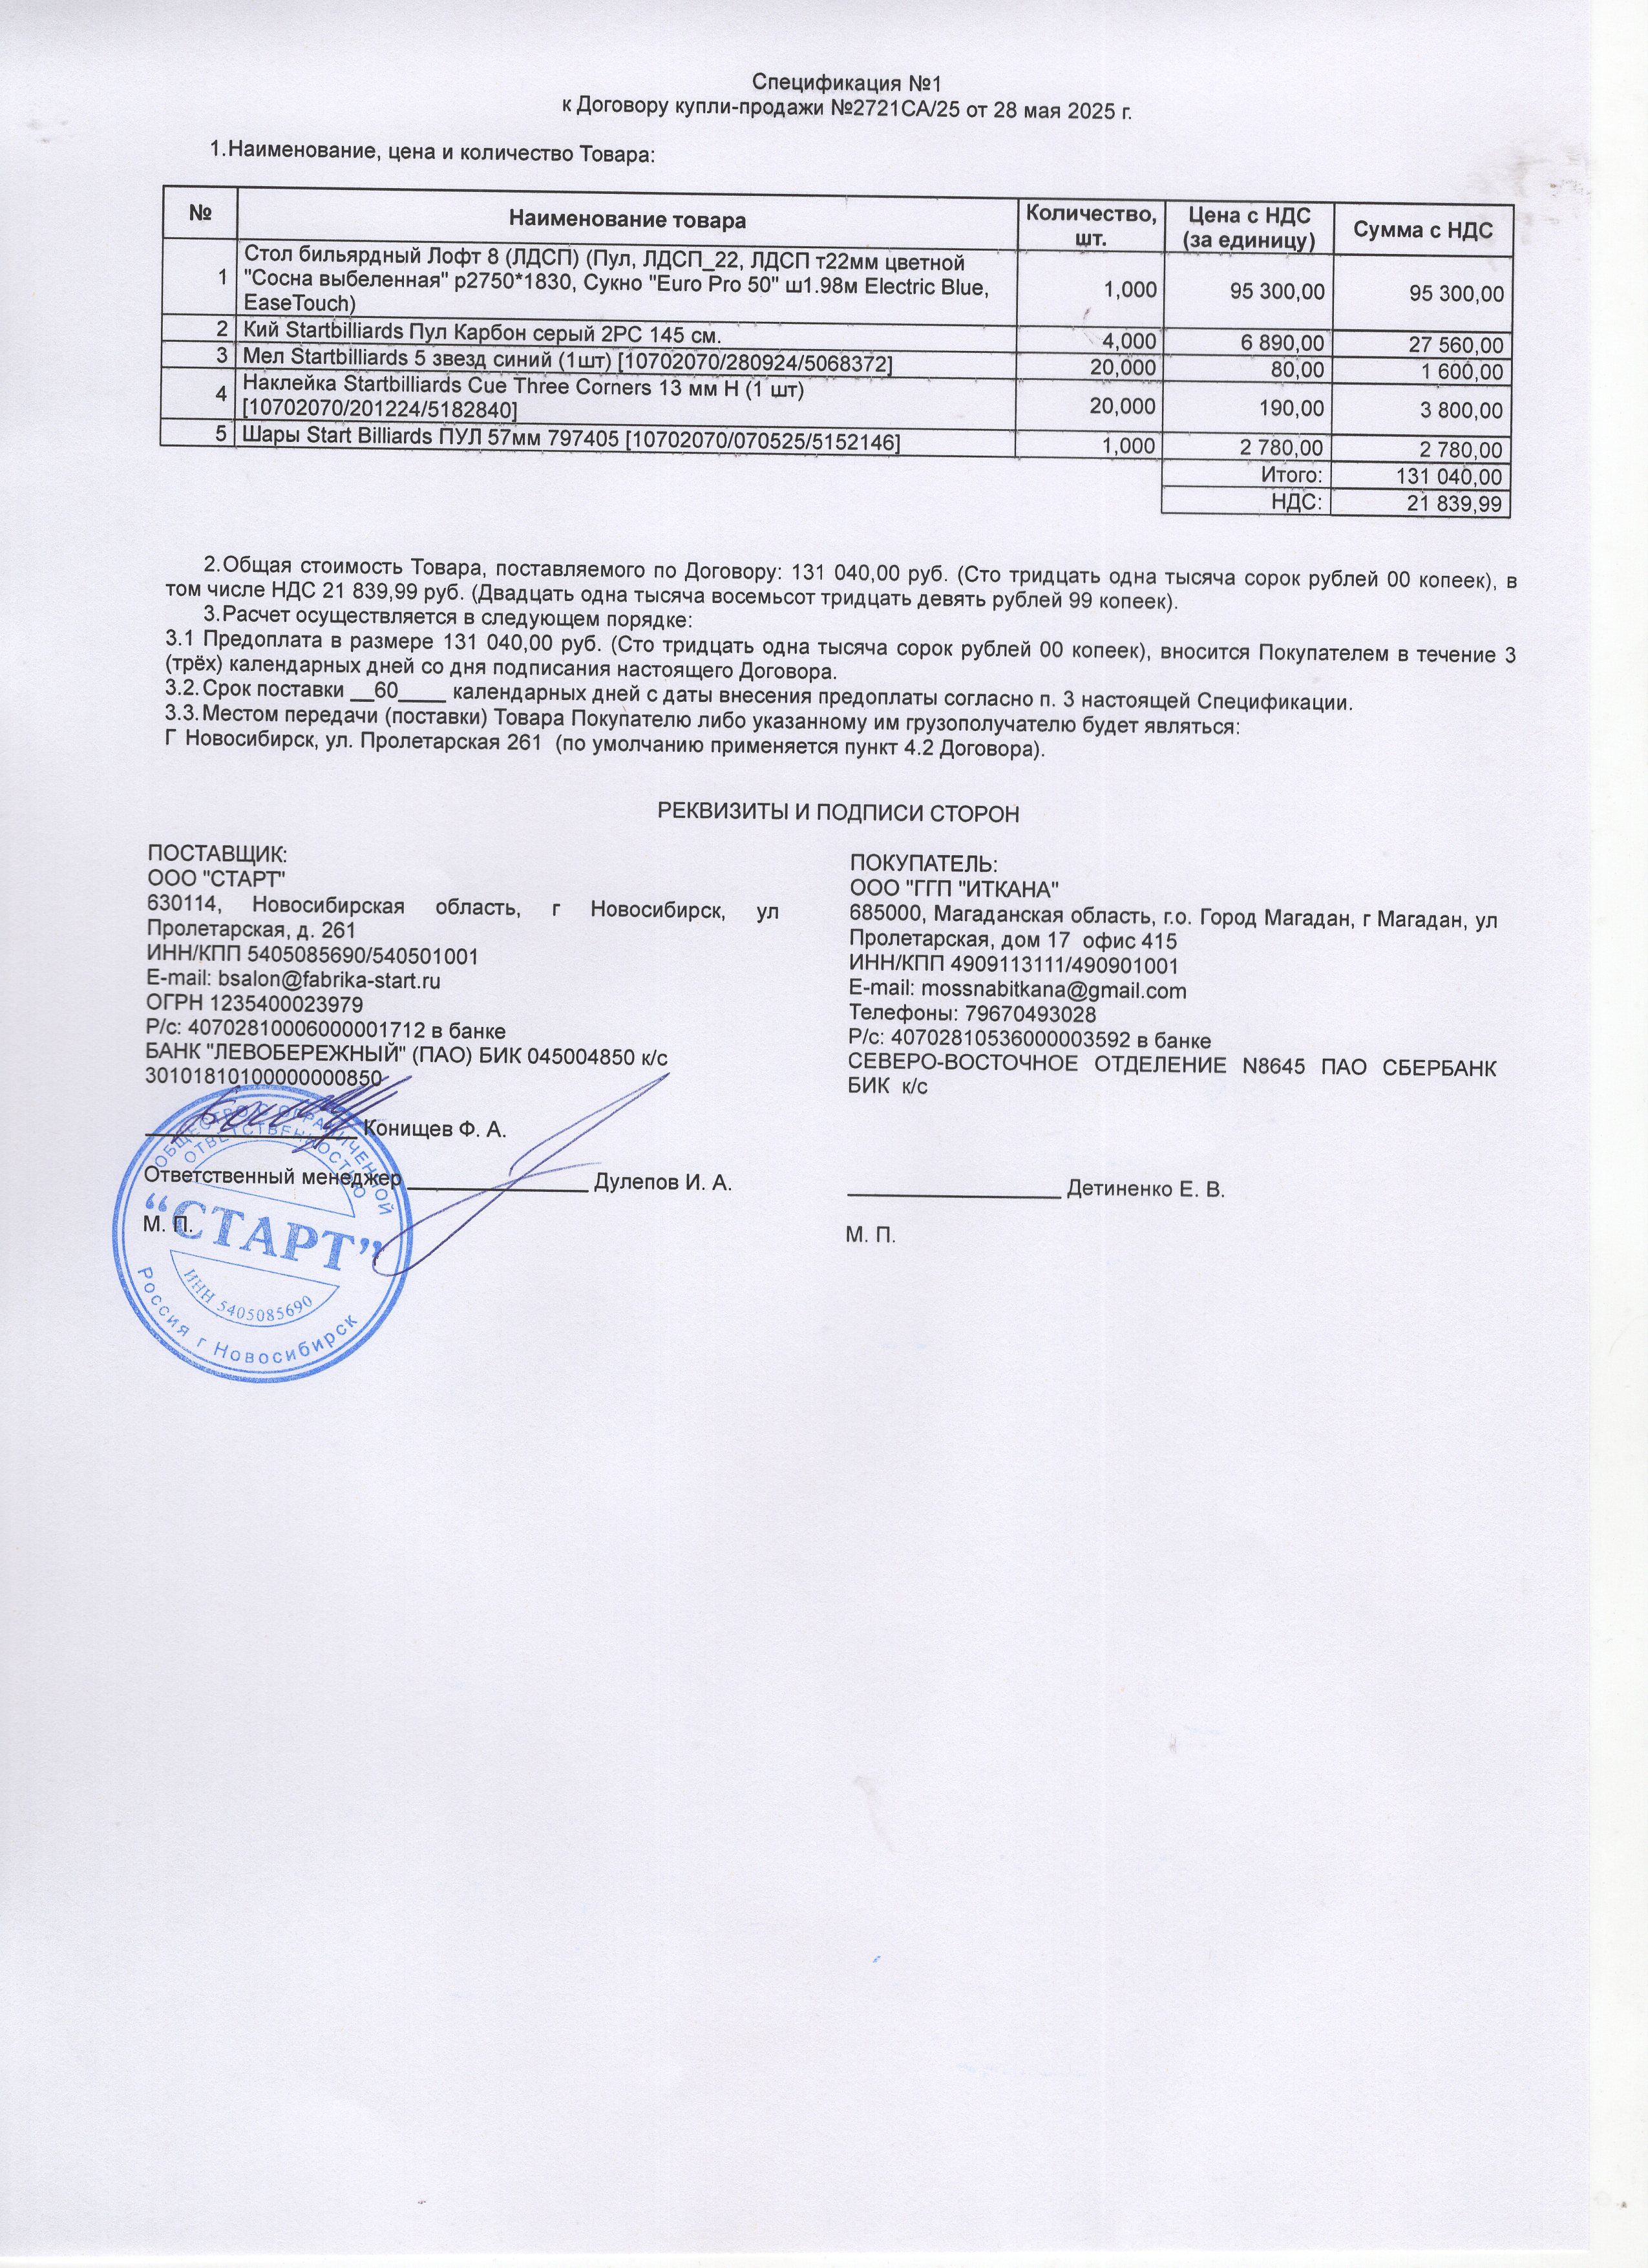 Спецификация №1
к Договору купли-продажи №2721СА/25 от 28 мая 2025 г.
1.Наименование, цена и количество Товара:
№ Наименование товара Количество, шт. Цена с НДС (за единицу) Сумма с НДС
1 Стол бильярдный Лофт 8 (ЛДСП) (Пул, ЛДСП_22, ЛДСП т22мм цветной
"Сосна выбеленная" р2750*1830, Сукно "Euro Pro 50" ш1.98м Electric Blue,
EaseTouch) 1,000 95 300,00 95 300,00
2 Кий Startbilliards Пул Карбон серый 2РС 145 см. 4,000 6 890,00 27 560,00
3 Мел Startbilliards 5 звезд синий (1шт) [10702070/280924/5068372] 20,000 80,00 1 600,00
4 Наклейка Startbilliards Cue Three Corners 13 мм H (1 шт)
[10702070/201224/5182840] 20,000 190,00 3 800,00
5 Шары Start Billiards ПУЛ 57мм 797405 [10702070/070525/5152146] 1,000 2 780,00 2 780,00
Итого: 131 040,00
НДС: 21 839,99
2.Общая стоимость Товара, поставляемого по Договору: 131 040,00 руб. (Сто тридцать одна тысяча сорок рублей 00 копеек), в
том числе НДС 21 839,99 руб. (Двадцать одна тысяча восемьсот тридцать девять рублей 99 копеек).
3.Расчет осуществляется в следующем порядке:
3.1 Предоплата в размере 131 040,00 руб. (Сто тридцать одна тысяча сорок рублей 00 копеек), вносится Покупателем в течение 3
(трёх) календарных дней со дня подписания настоящего Договора.
3.2.Срок поставки __60____ календарных дней с даты внесения предоплаты согласно п. 3 настоящей Спецификации.
3.3.Местом передачи (поставки) Товара Покупателю либо указанному им грузополучателю будет являться:
Г Новосибирск, ул. Пролетарская 261 (по умолчанию применяется пункт 4.2 Договора).
РЕКВИЗИТЫ И ПОДПИСИ СТОРОН
ПОСТАВЩИК:
ООО "СТАРТ"
630114, Новосибирская область, г Новосибирск, ул
Пролетарская, д. 261
ИНН/КПП 5405085690/540501001
E-mail: bsalon@fabrika-start.ru
ОГРН 1235400023979
Р/с: 40702810006000001712 в банке
БАНК "ЛЕВОБЕРЕЖНЫЙ" (ПАО) БИК 045004850 к/с
30101810100000000850
Конищев Ф. А.
Ответственный менеджер Дулепов И. А.
М. П.
ПОКУПАТЕЛЬ:
ООО "ГГП "ИТКАНА"
685000, Магаданская область, г.о. Город Магадан, г Магадан, ул
Пролетарская, дом 17 офис 415
ИНН/КПП 4909113111/490901001
E-mail: mossnabitkana@gmail.com
Телефоны: 79670493028
Р/с: 40702810536000003592 в банке
СЕВЕРО-ВОСТОЧНОЕ ОТДЕЛЕНИЕ N8645 ПАО СБЕРБАНК
БИК к/с
Детиненко Е. В.
М. П.
ОБЩЕСТВО С ОГРАНИЧЕННОЙ
ОТВЕТСТВЕННОСТЬЮ
"СТАРТ"
ИНН 5405085690
Россия г Новосибирск